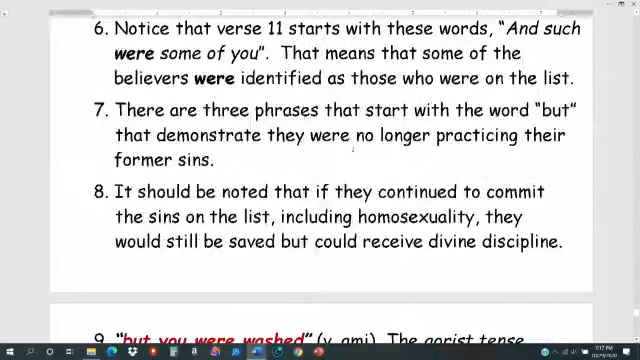 6. Notice that verse 11 starts with these words, "And such
were some of you". That means that some of the
believers were identified as those who were on the list.
7. There are three phrases that start with the word "but"
that demonstrate they were no longer practicing their
former sins.
8. It should be noted that if they continued to commit
the sins on the list, including homosexuality, they
would still be saved but could receive divine discipline.
9. "but you were washed" (v. ami). The aorist tense
7:17 PM